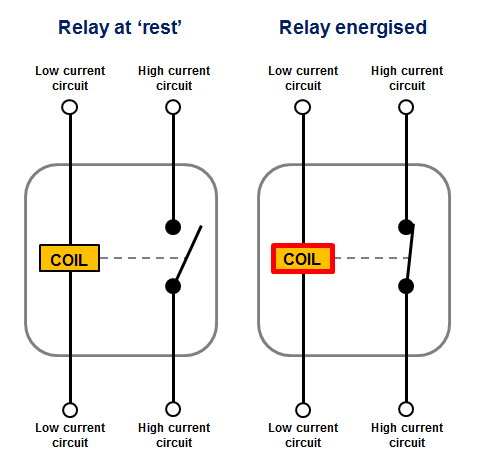 Relay at ‘rest’
Relay energised
Low current
circuit
High current
circuit
Low current
circuit
High current
circuit
COIL
COIL
Low current
circuit
High current
circuit
Low current
circuit
High current
circuit